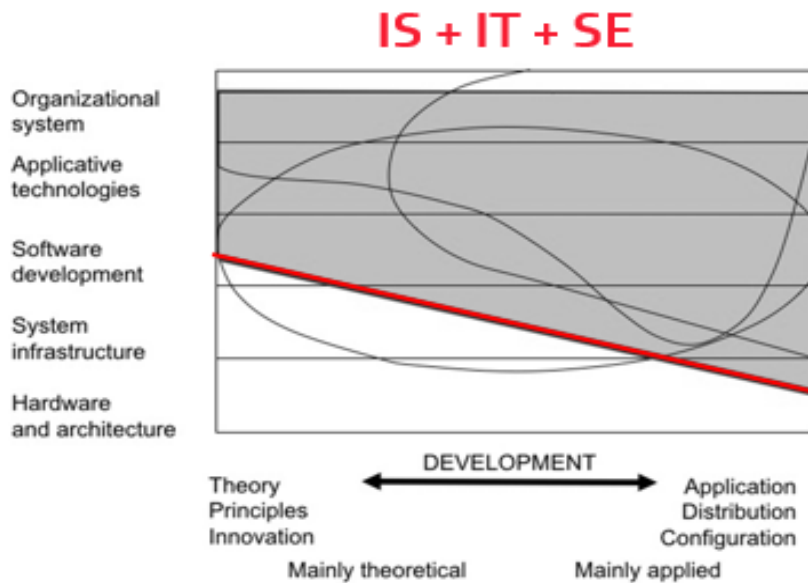 IS + IT + SE
Organizational
system
Applicative
technologies
Software
development
System
infrastructure
Hardware
and architecture
DEVELOPMENT
Theory
Principles
Innovation
Application
Distribution
Configuration
Mainly theoretical
Mainly applied